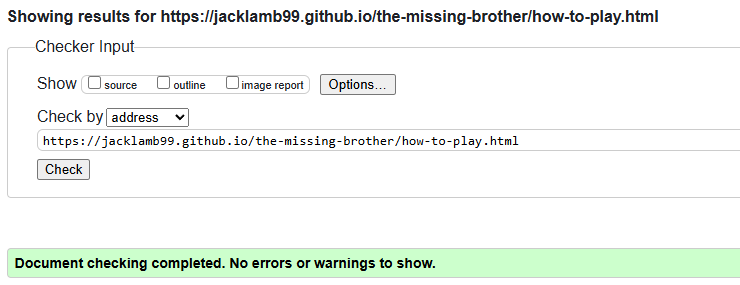 Showing results for https://jacklamb99.github.io/the-missing-brother/how-to-play.html
Checker Input
Show source outline image report Options...
Check by address
https://jacklamb99.github.io/the-missing-brother/how-to-play.html
Check
Document checking completed. No errors or warnings to show.